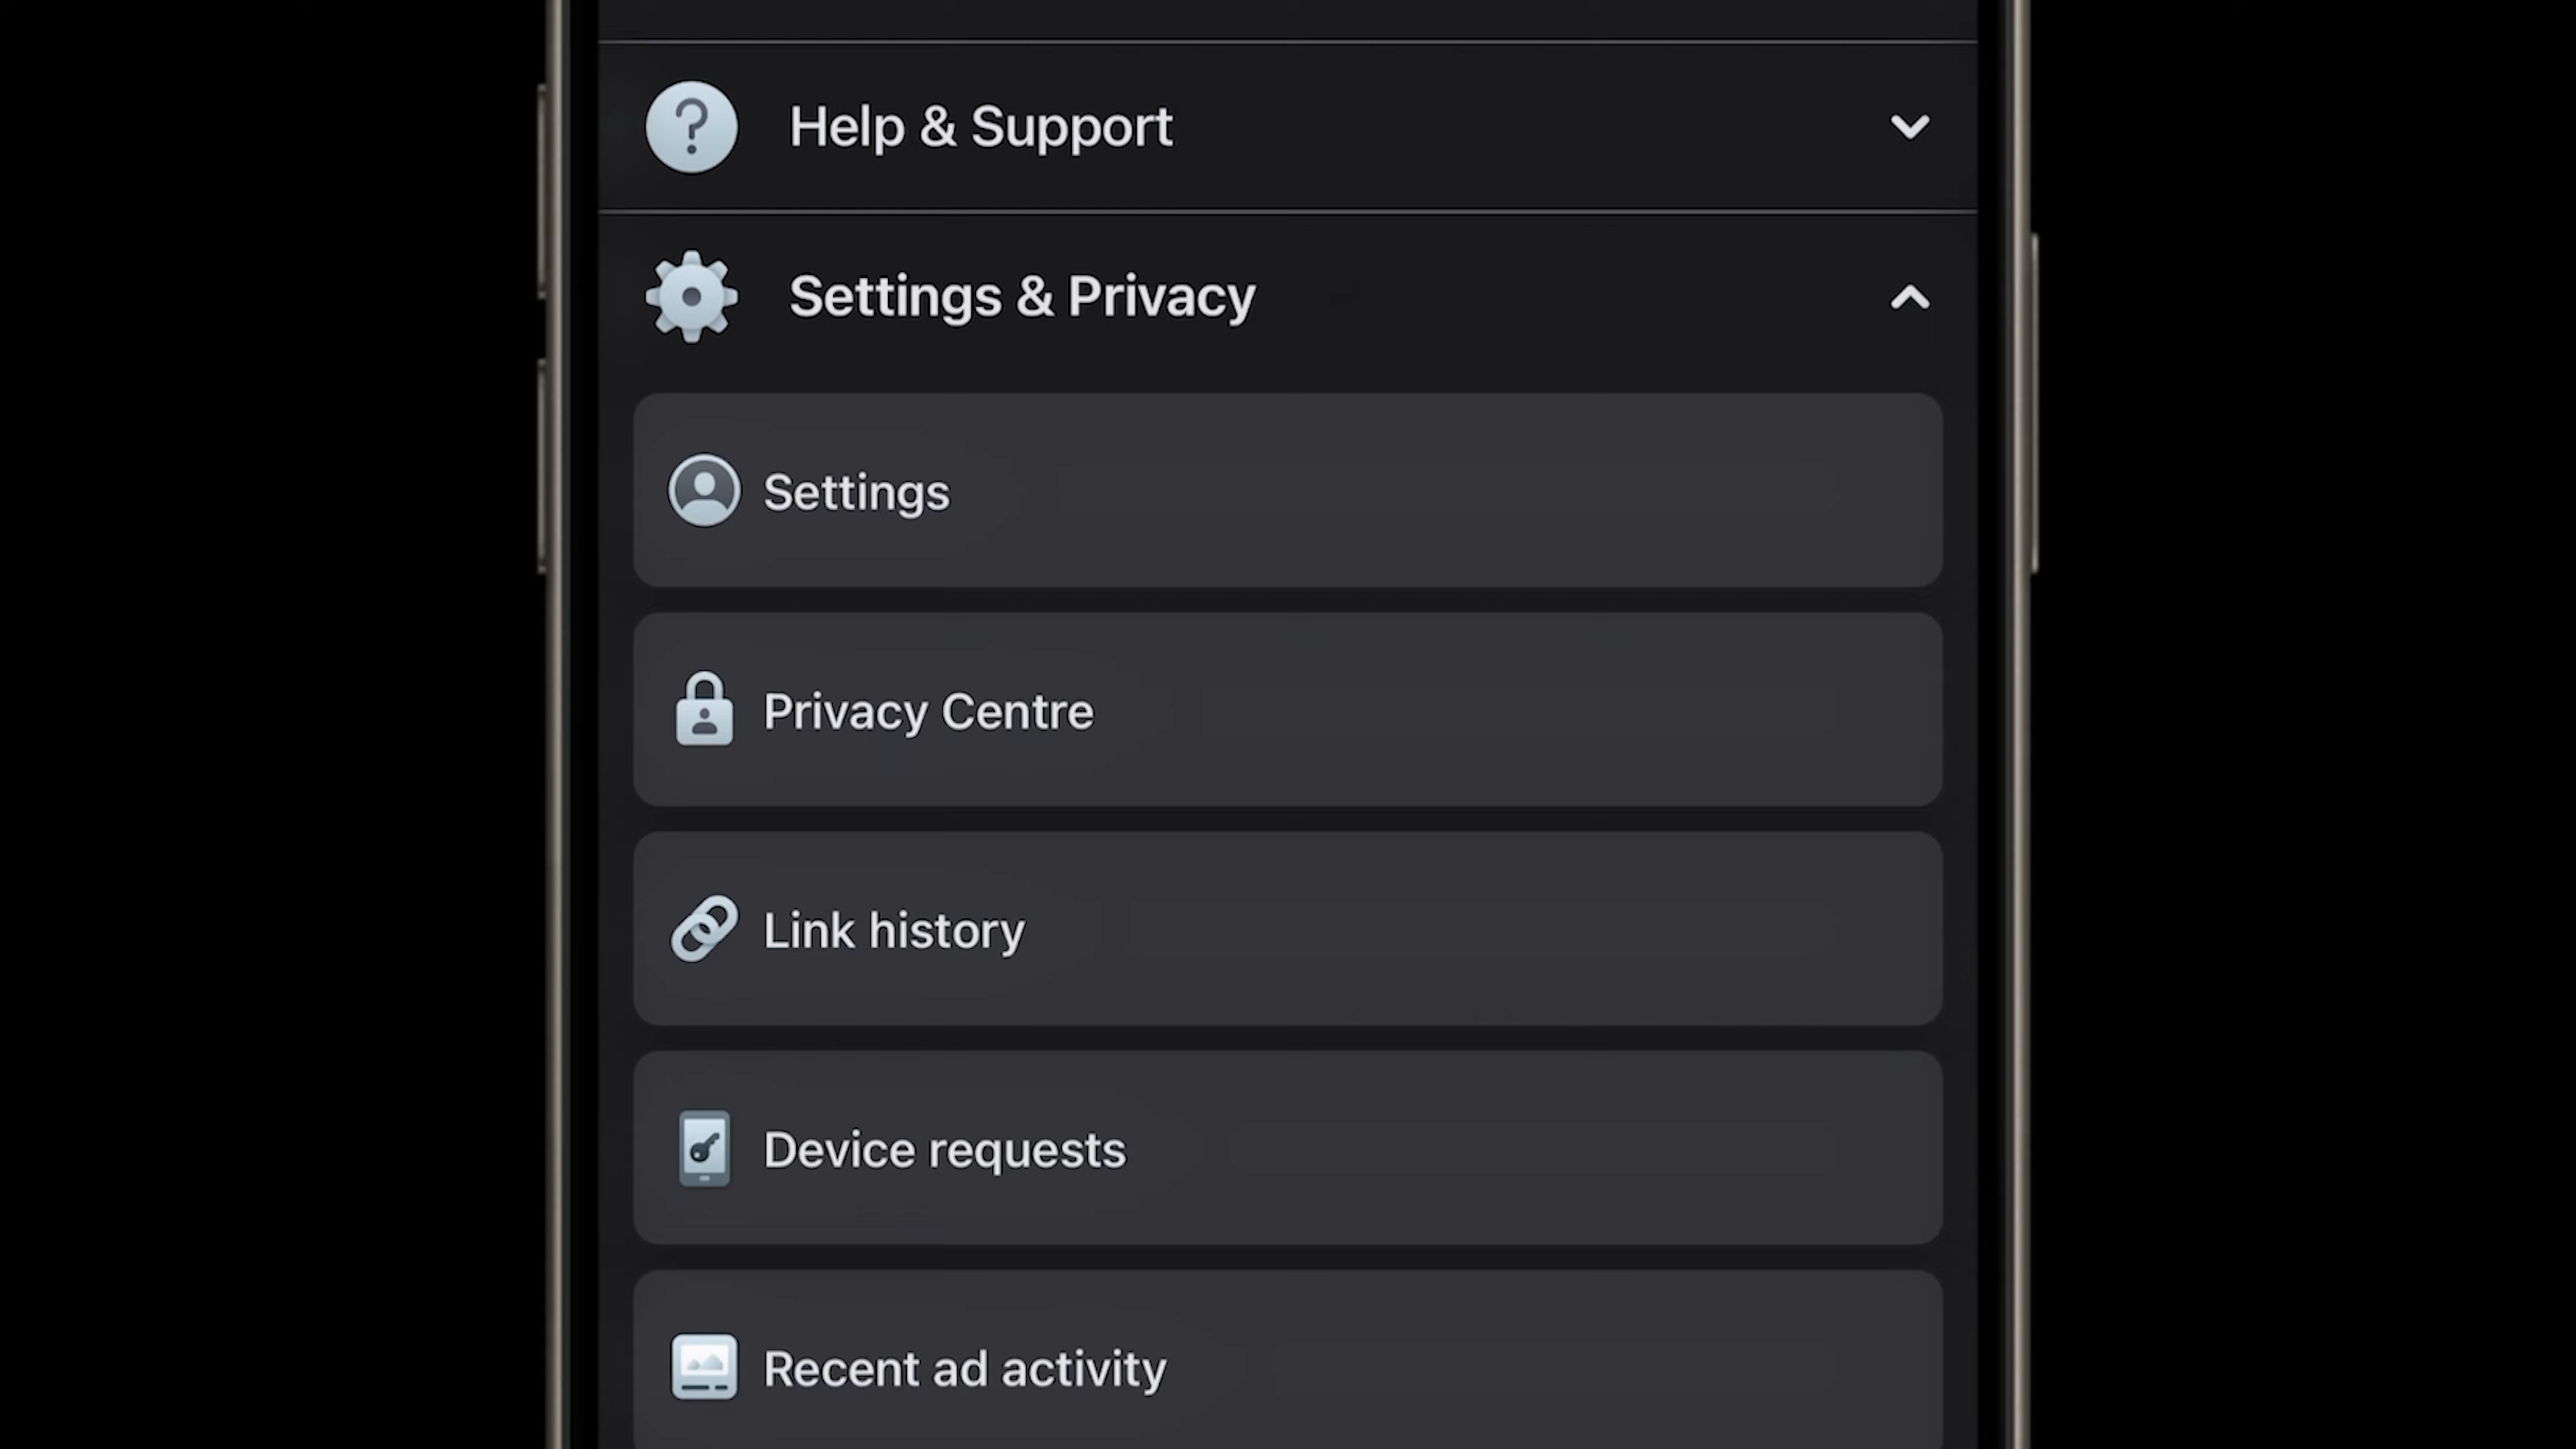 Help & Support
Settings & Privacy
Settings
Privacy Centre
Link history
Device requests
Recent ad activity